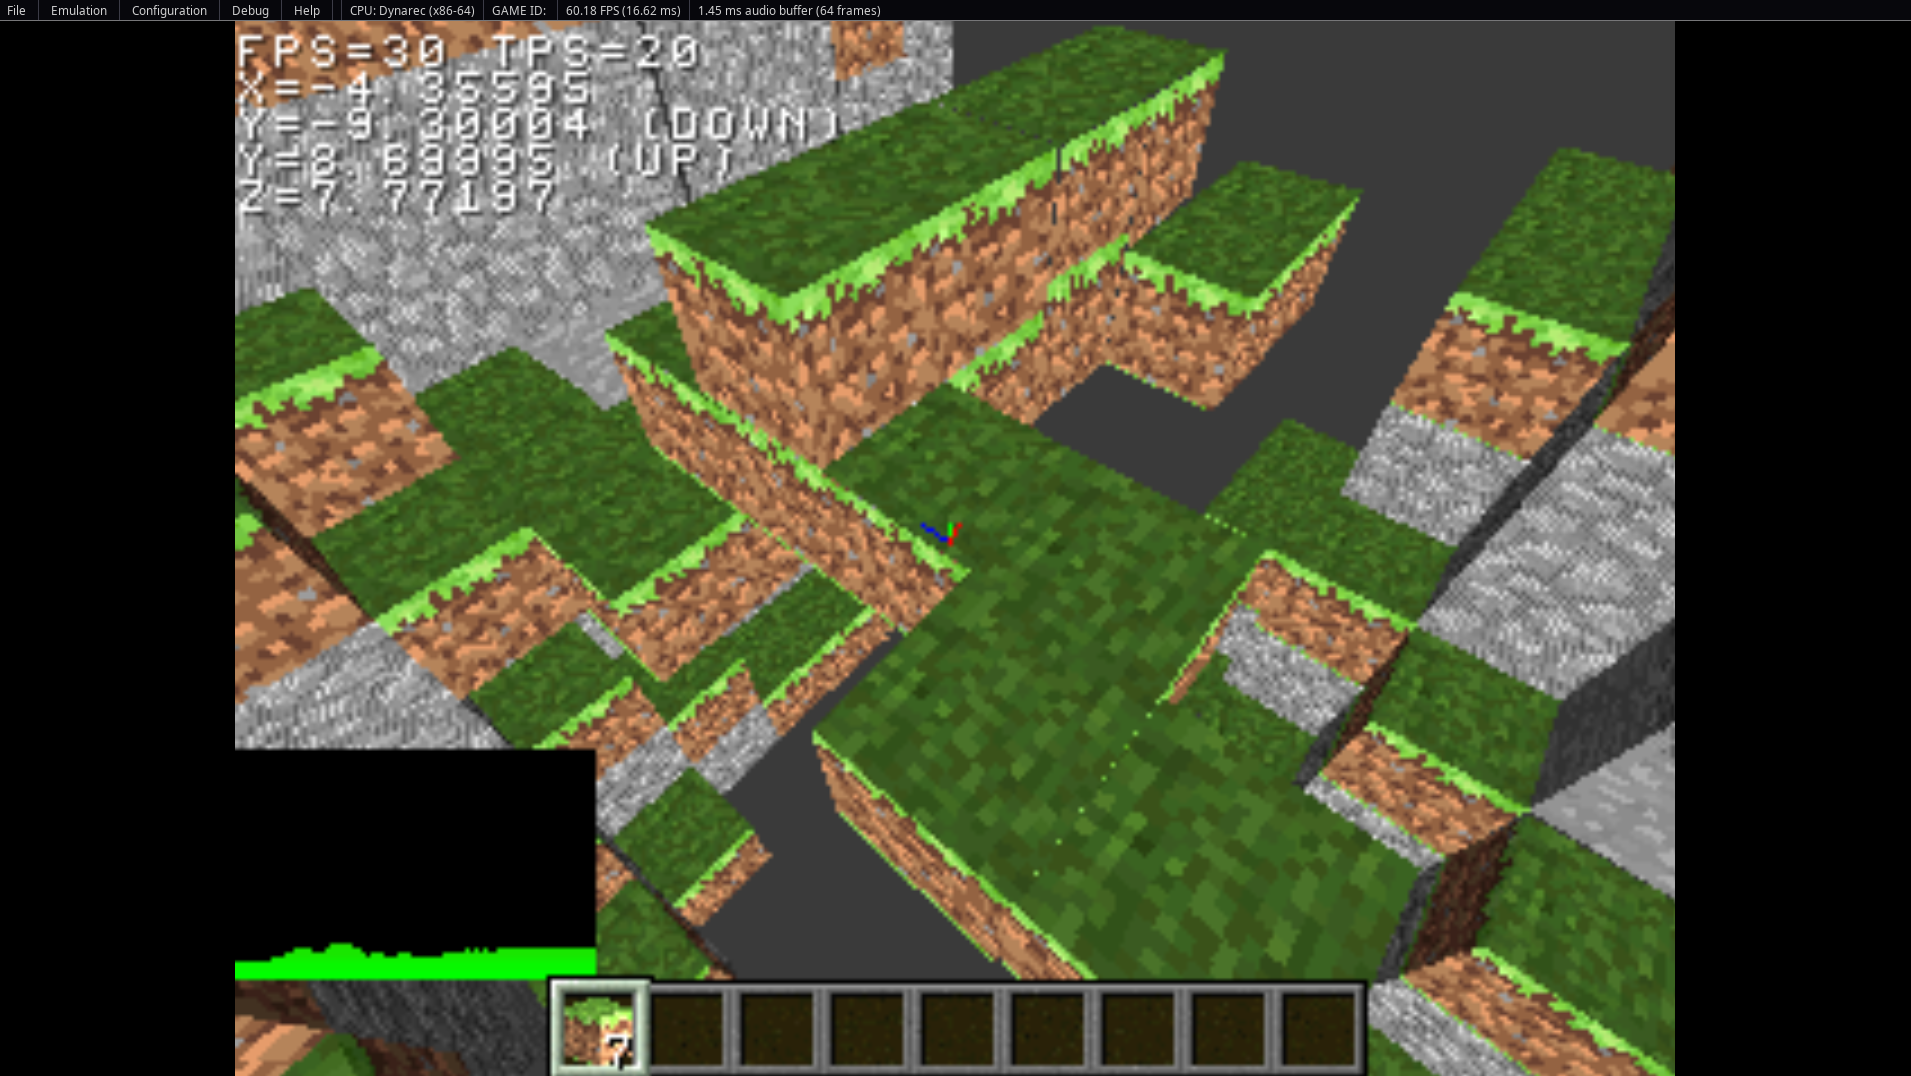 File Emulation Configuration Debug Help CPU: Dynarec (x86-64) GAME ID: 60.18 FPS (16.62 ms) 1.45 ms audio buffer (64 frames)
FPS=30 TPS=20
X=-4.35595
Y=-9.30004 (DOWN)
Y=8.69995 (UP)
Z=7.77197
7